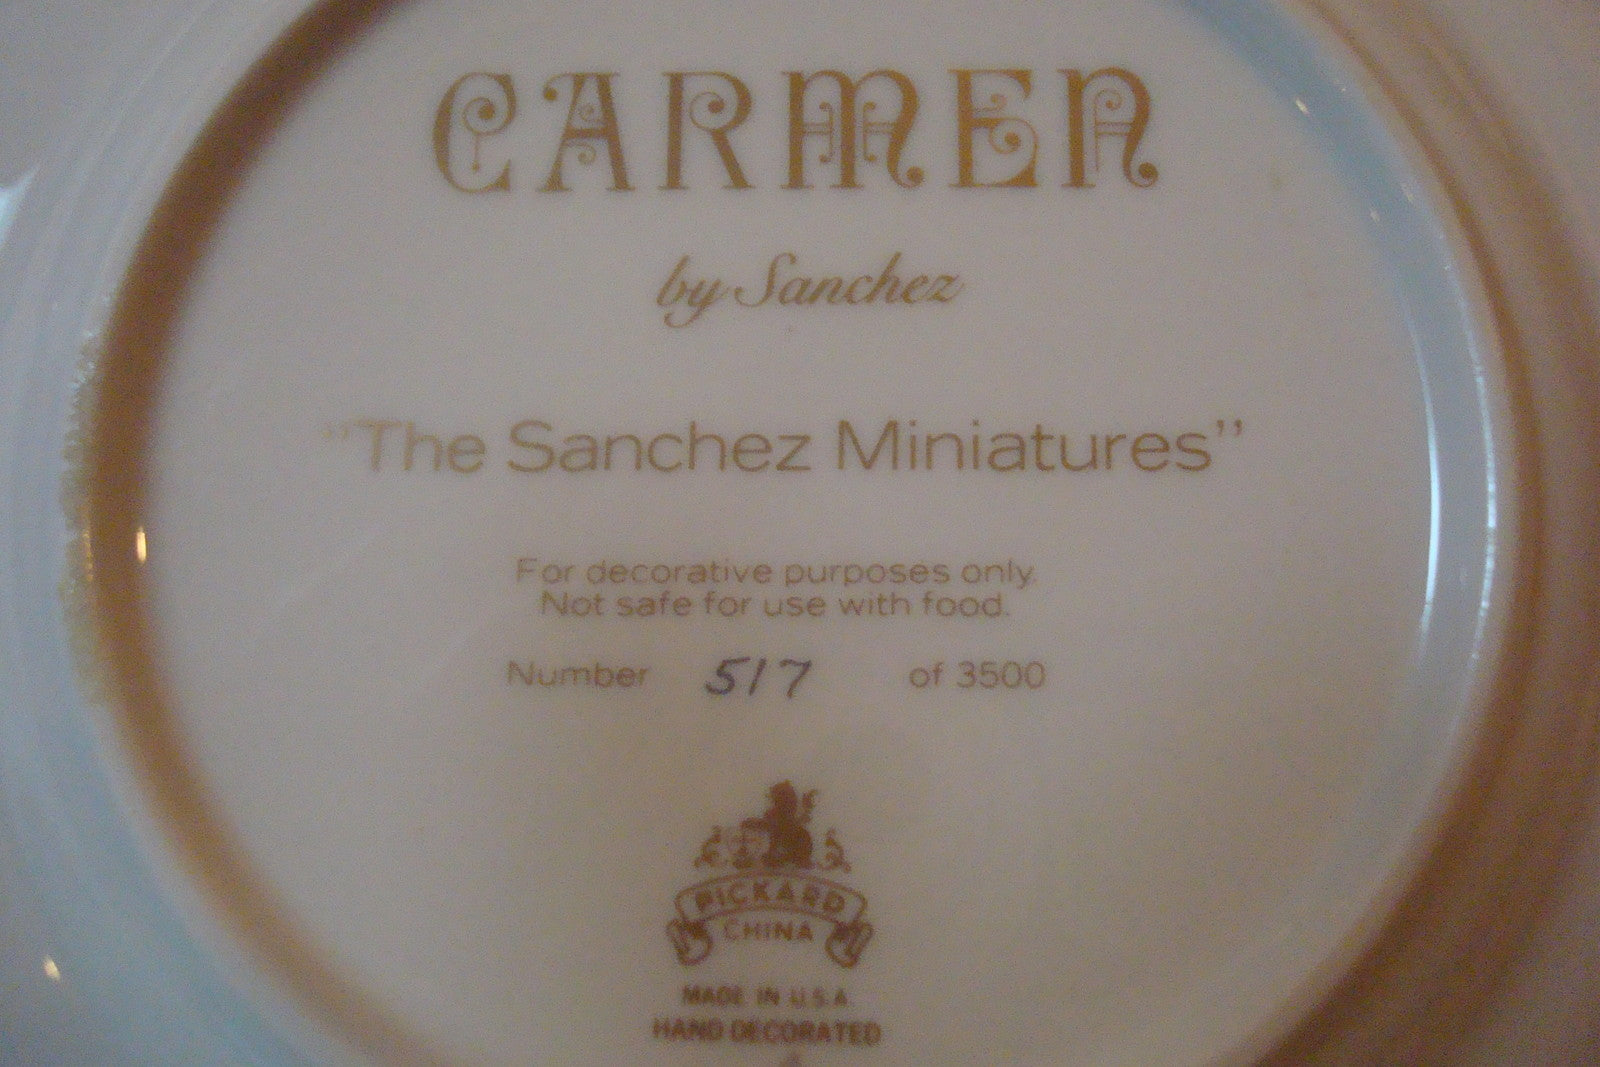 CARMEN
by Sanchez
"The Sanchez Miniatures"
For decorative purposes only.
Not safe for use with food.
Number 517 of 3500
PICKARD
CHINA
MADE IN U.S.A.
HAND DECORATED